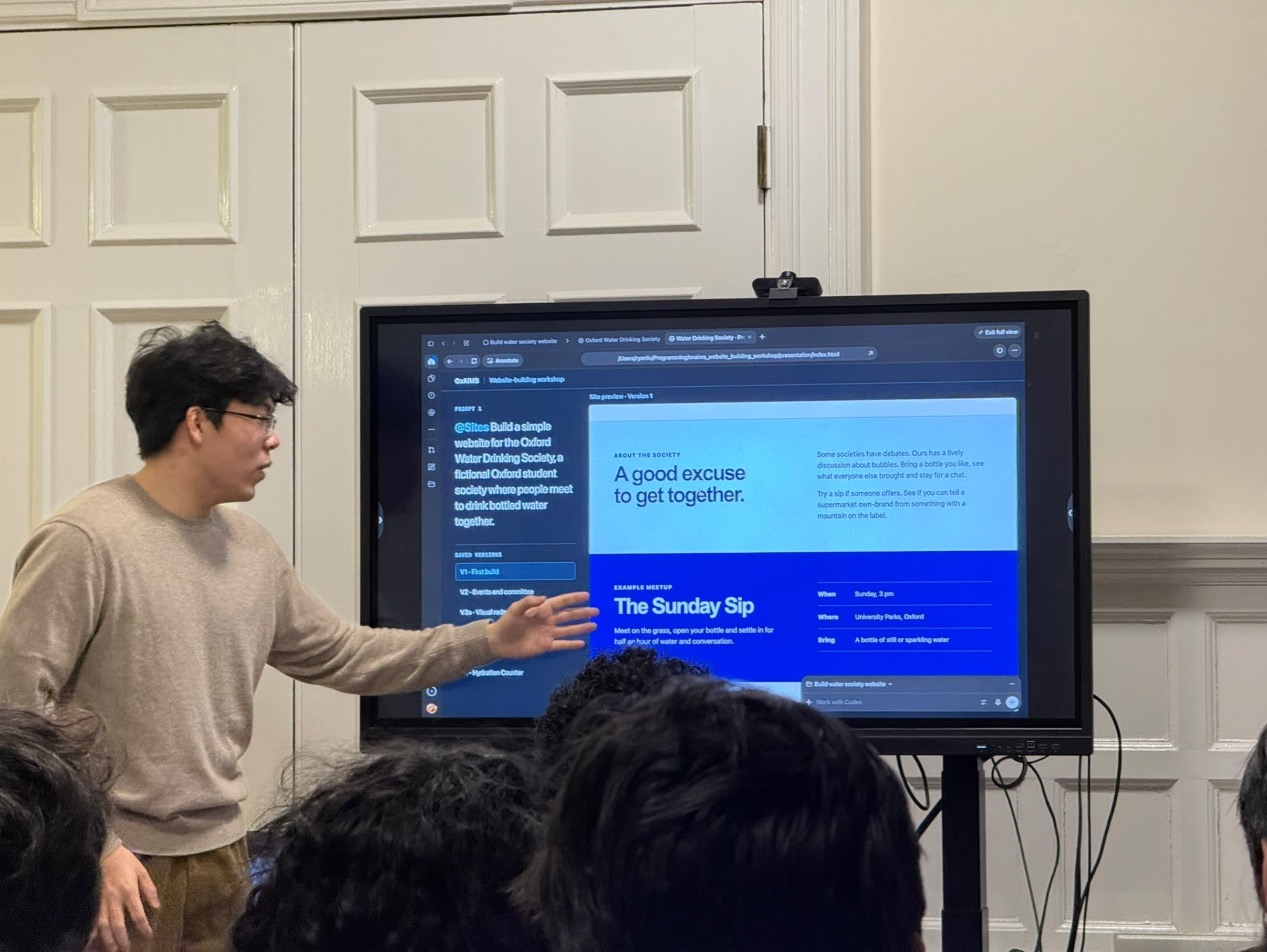 Build water society website
Oxford Water Drinking Society
Water Drinking Society - Pr
Exit full view
Annotate
/Users/ryanlu/Programming/oxaims_website_building_workshop/presentation/index.html
OxAIMS
Website-building workshop
PROMPT 1
@Sites Build a simple
website for the Oxford
Water Drinking Society, a
fictional Oxford student
society where people meet
to drink bottled water
together.
SAVED VERSIONS
V1 - First build
V2 - Events and committee
V3a - Visual
- Hydration Counter
Site preview - Version 1
ABOUT THE SOCIETY
A good excuse
to get together.
Some societies have debates. Ours has a lively
discussion about bubbles. Bring a bottle you like, see
what everyone else brought and stay for a chat.
Try a sip if someone offers. See if you can tell a
supermarket own-brand from something with a
mountain on the label.
EXAMPLE MEETUP
The Sunday Sip
Meet on the grass, open your bottle and settle in for
half an hour of water and conversation.
When Sunday, 3 pm
Where University Parks, Oxford
Bring A bottle of still or sparkling water
Build water society website
Work with Codex